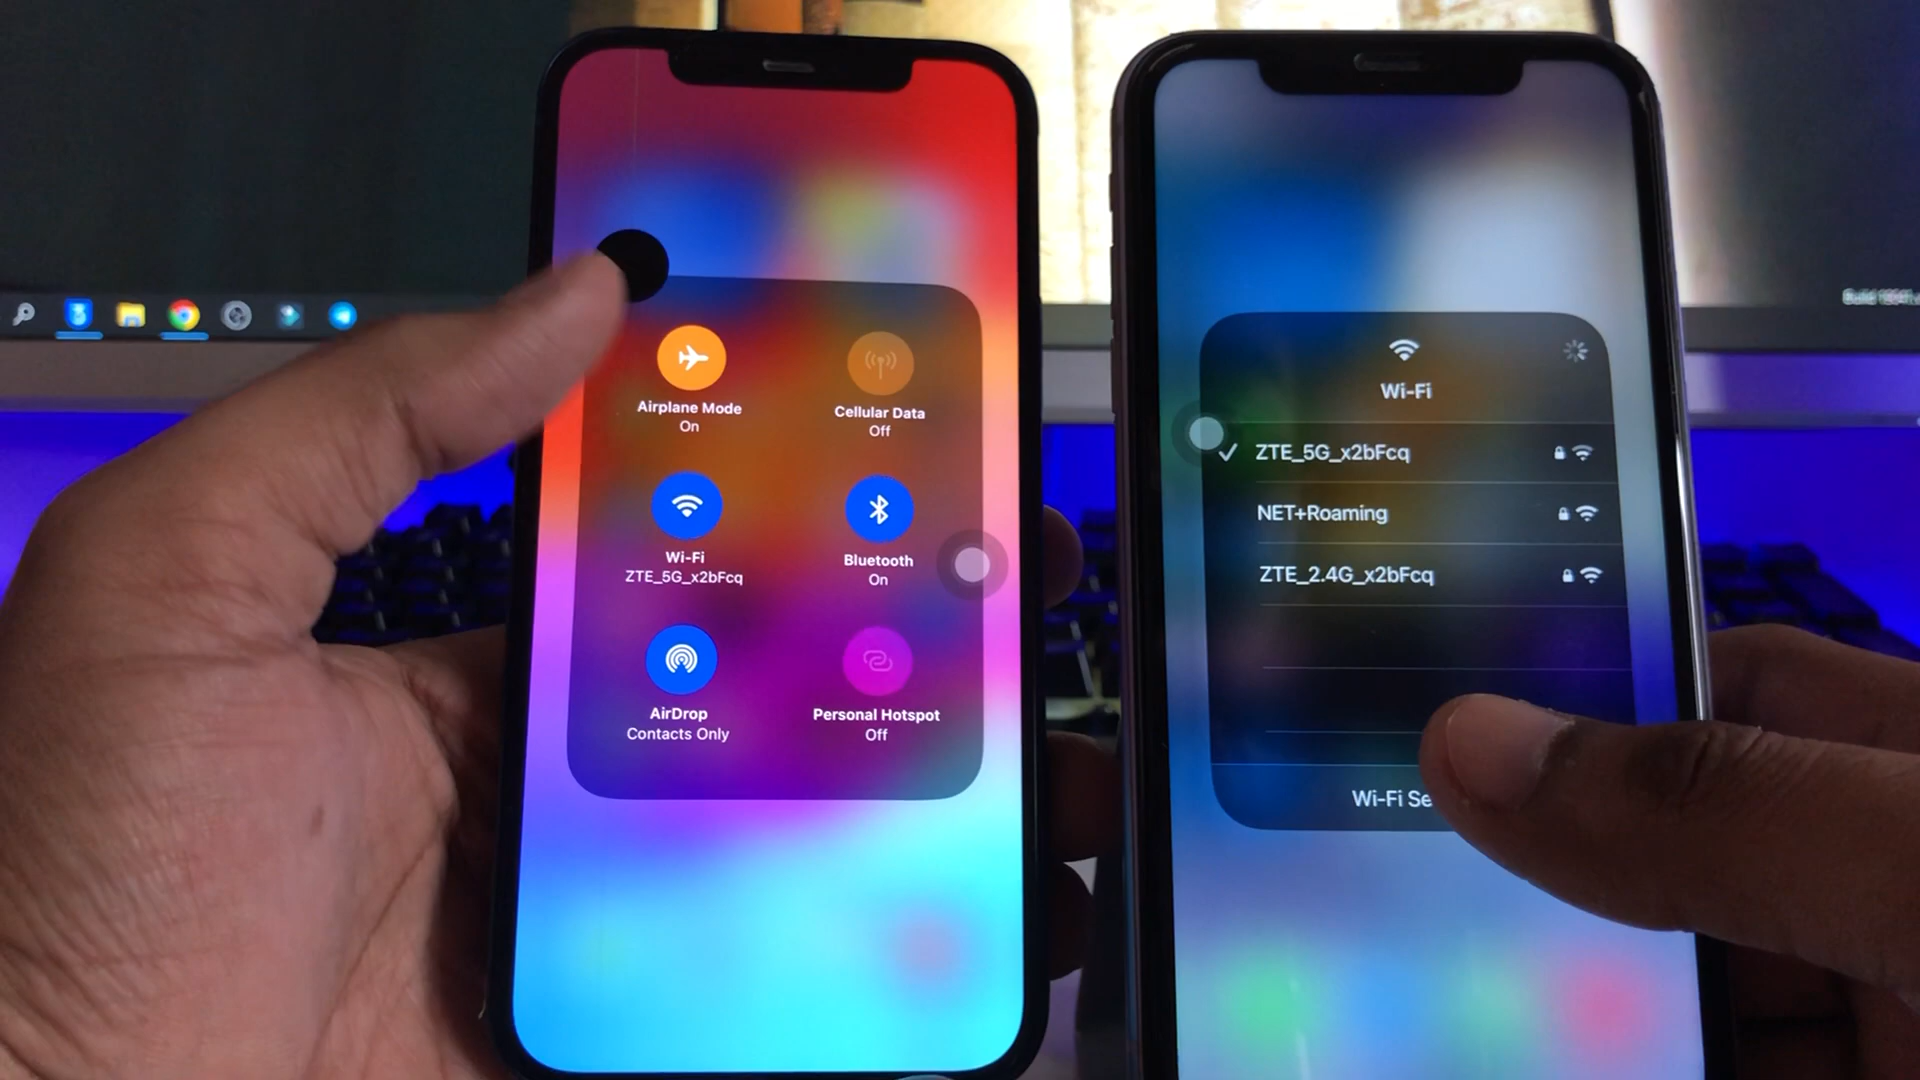 Airplane Mode
On
Cellular Data
Off
Wi-Fi
ZTE_5G_x2bFcq
Bluetooth
On
AirDrop
Contacts Only
Personal Hotspot
Off
Wi-Fi
ZTE_5G_x2bFcq
NET+Roaming
ZTE_2.4G_x2bFcq
Wi-Fi Se
Build